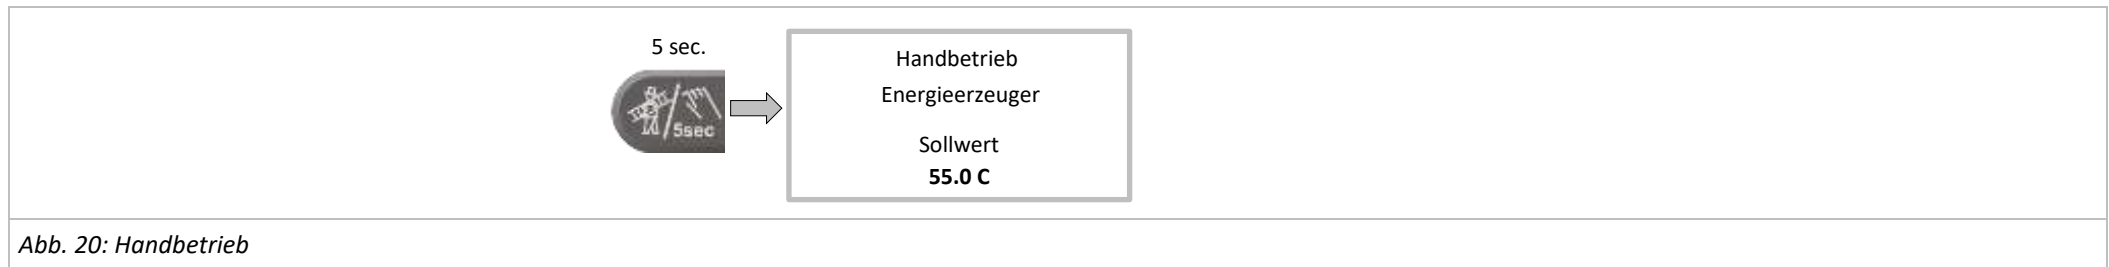 5 sec.
5sec
Handbetrieb
Energieerzeuger
Sollwert
55.0 C
Abb. 20: Handbetrieb